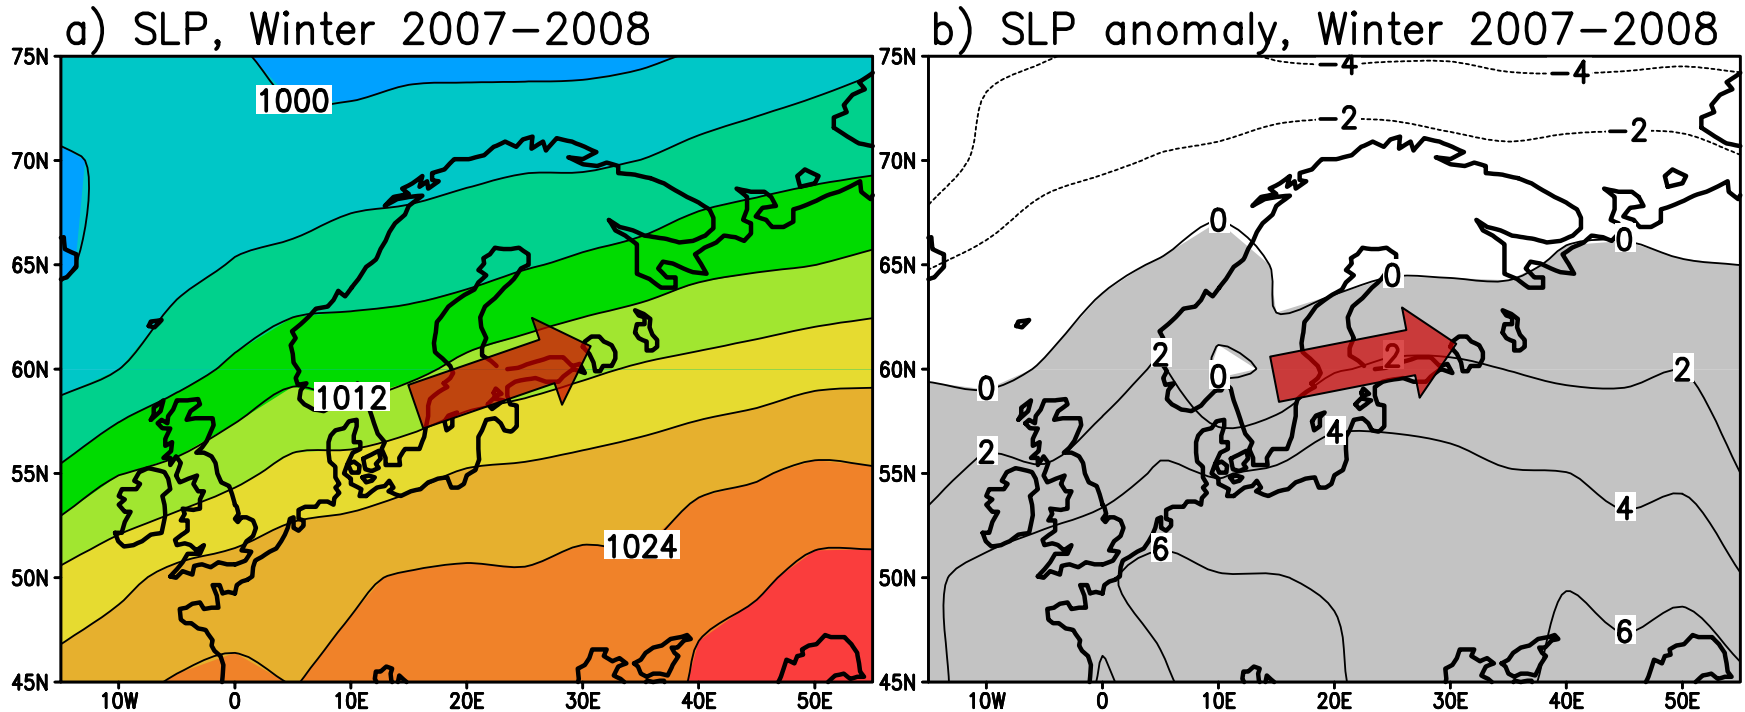 a) SLP, Winter 2007−2008
75N
70N
65N
60N
55N
50N
45N
10W 0 10E 20E 30E 40E 50E
1000
1012
1024
b) SLP anomaly, Winter 2007−2008
75N
70N
65N
60N
55N
50N
45N
10W 0 10E 20E 30E 40E 50E
−4 −4
−2 −2
0 0
0
2 2 2
0 0
4
2
4
6
6